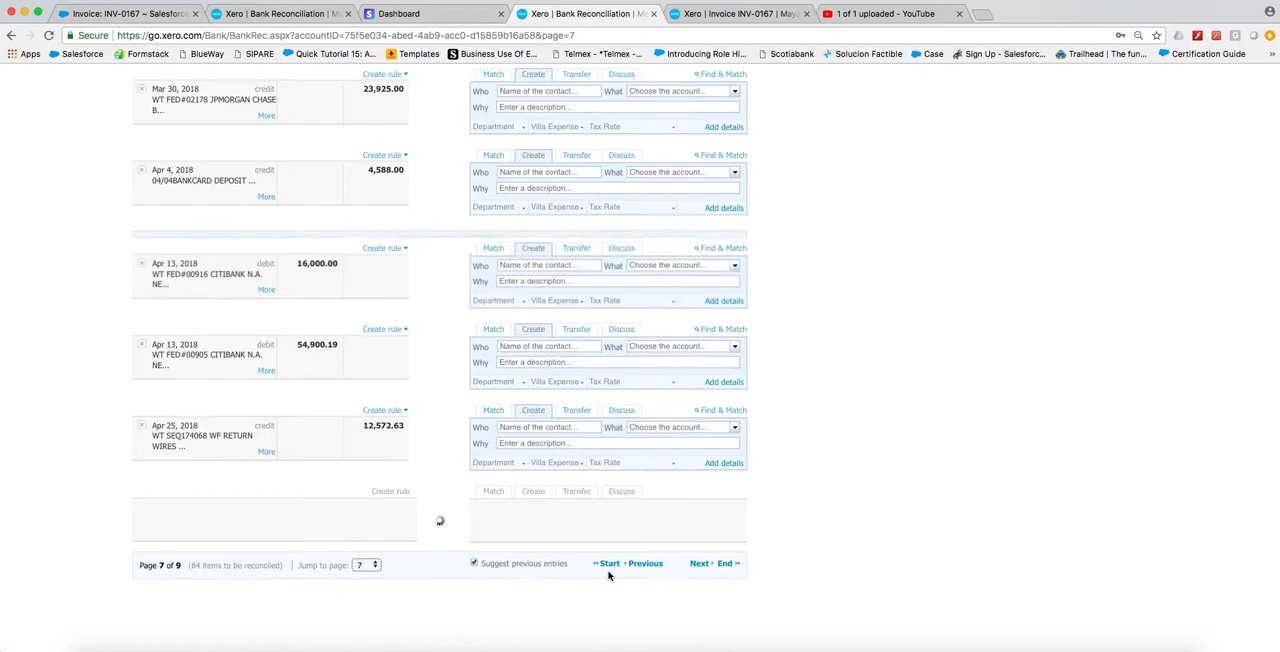 Invoice: INV-0167 ~ Salesforce
Xero | Bank Reconciliation | M
Dashboard
Xero | Bank Reconciliation | M
Xero | Invoice INV-0167 | May
1 of 1 uploaded - YouTube
Secure | https://go.xero.com/Bank/BankRec.aspx?accountID=75f5e034-abed-4ab9-acc0-d15859b16a58&page=7
Apps Salesforce Formstack BlueWay SIPARE Quick Tutorial 15:... Templates Business Use Of E... Telmex - *Telmex-... Introducing Role Hi... Scotiabank Solucion Factible Case Sign Up - Salesforc... Trailhead | The fun... Certification Guide »
Create rule Match Create Transfer Discuss Find & Match
Mar 30, 2018 credit 23,925.00 Who Name of the contact... What Choose the account...
WT FED#02178 JPMORGAN CHASE
B... Why Enter a description...
More Department Villa Expense Tax Rate Add details
Create rule Match Create Transfer Discuss Find & Match
Apr 4, 2018 credit 4,588.00 Who Name of the contact... What Choose the account...
04/04BANKCARD DEPOSIT ... Why Enter a description...
More Department Villa Expense Tax Rate Add details
Create rule Match Create Transfer Discuss Find & Match
Apr 13, 2018 debit 16,000.00 Who Name of the contact... What Choose the account...
WT FED#00916 CITIBANK N.A.
NE... Why Enter a description...
More Department Villa Expense Tax Rate Add details
Create rule Match Create Transfer Discuss Find & Match
Apr 13, 2018 debit 54,900.19 Who Name of the contact... What Choose the account...
WT FED#00905 CITIBANK N.A.
NE... Why Enter a description...
More Department Villa Expense Tax Rate Add details
Create rule Match Create Transfer Discuss Find & Match
Apr 25, 2018 credit 12,572.63 Who Name of the contact... What Choose the account...
WT SEQ174068 WF RETURN
WIRES ... Why Enter a description...
More Department Villa Expense Tax Rate Add details
Create rule Match Create Transfer Discuss
Page 7 of 9 (84 items to be reconciled) Jump to page: 7 Suggest previous entries ‹‹ Start ‹ Previous Next › End ››